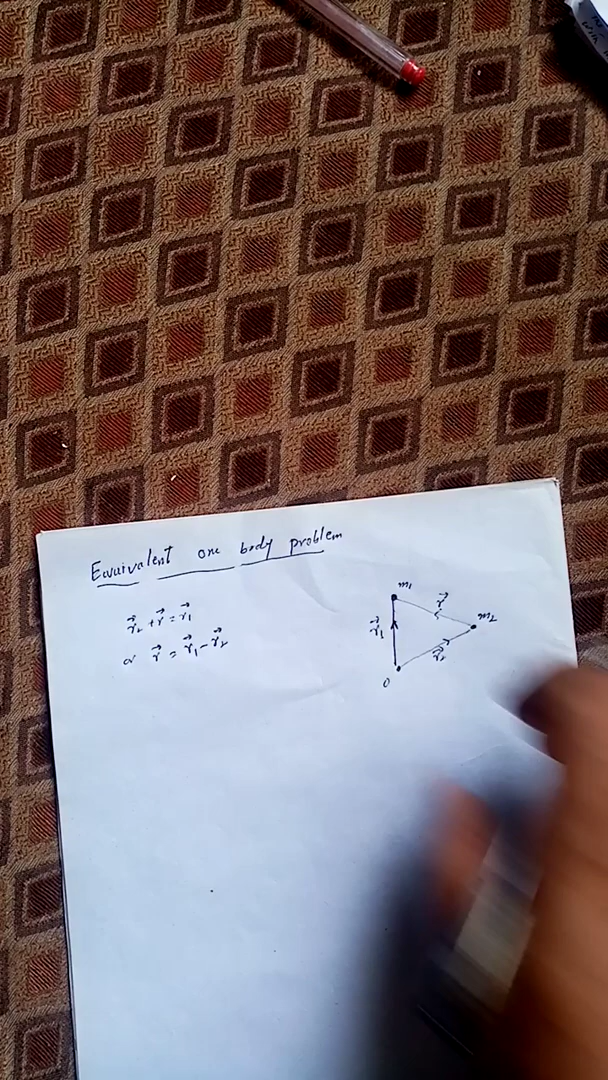 Equivalent one body problem
r⃗₂ + r⃗ = r⃗₁
or r⃗ = r⃗₁ - r⃗₂
m₁
r⃗
m₂
r⃗₁
r⃗₂
O